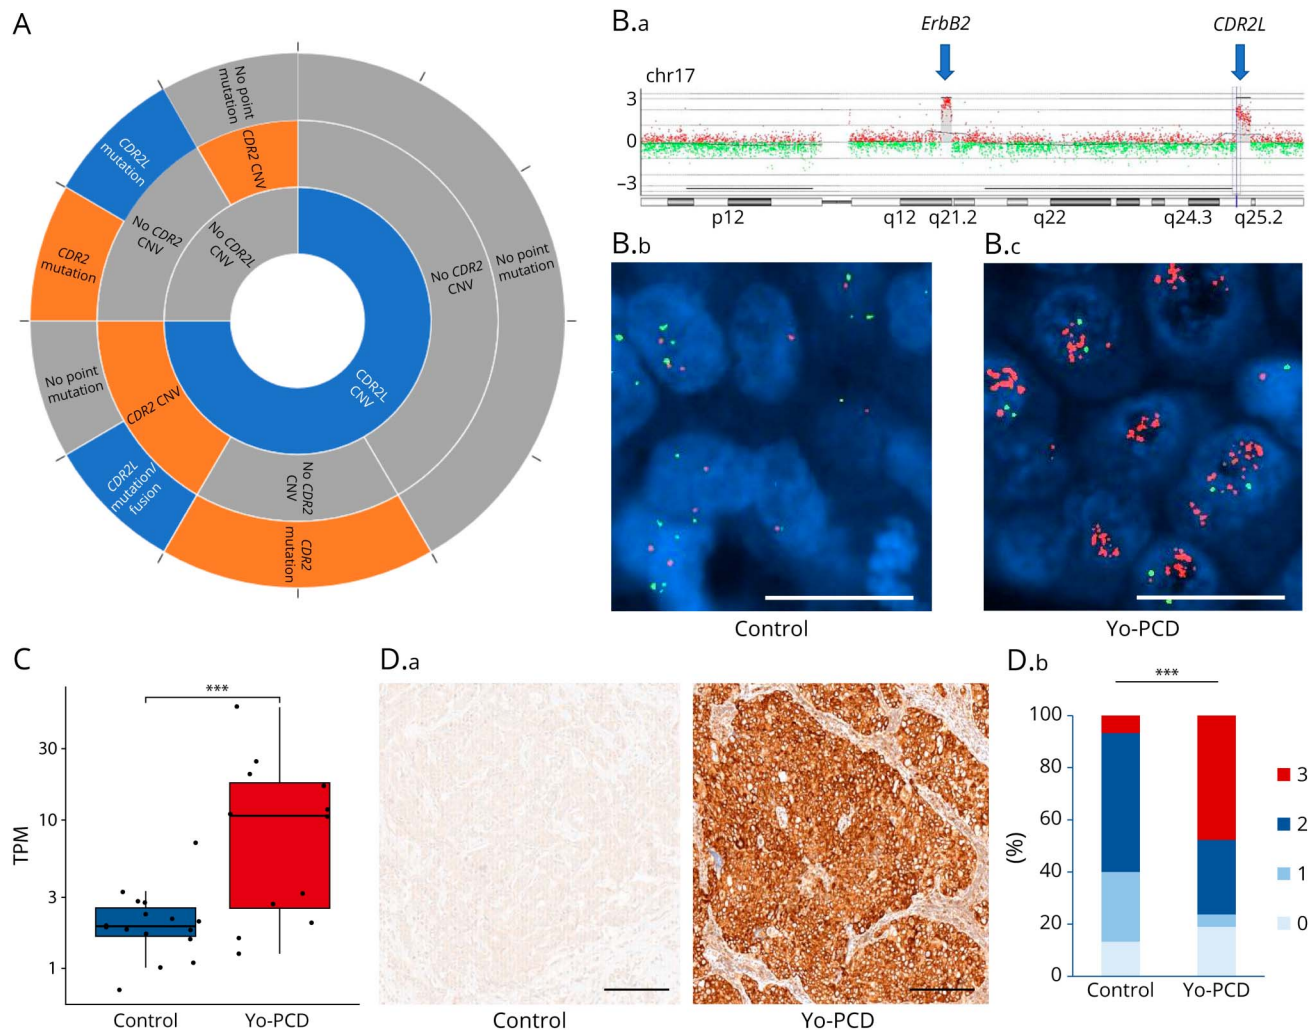 A
No point
mutation
CDR2L
mutation
CDR2 CNV
No CDR2
CNV
No CDR2L
CNV
CDR2
mutation
No CDR2
CNV
No point
mutation
No point
mutation
CDR2 CNV
CDR2L
CNV
CDR2L
mutation/
fusion
No CDR2
CNV
CDR2
mutation
B.a
ErbB2
CDR2L
chr17
3
0
−3
p12
q12
q21.2
q22
q24.3
q25.2
B.b
B.c
Control
Yo-PCD
C
***
TPM
30
10
3
1
Control
Yo-PCD
D.a
Control
Yo-PCD
D.b
***
(%)
100
80
60
40
20
0
3
2
1
0
Control
Yo-PCD